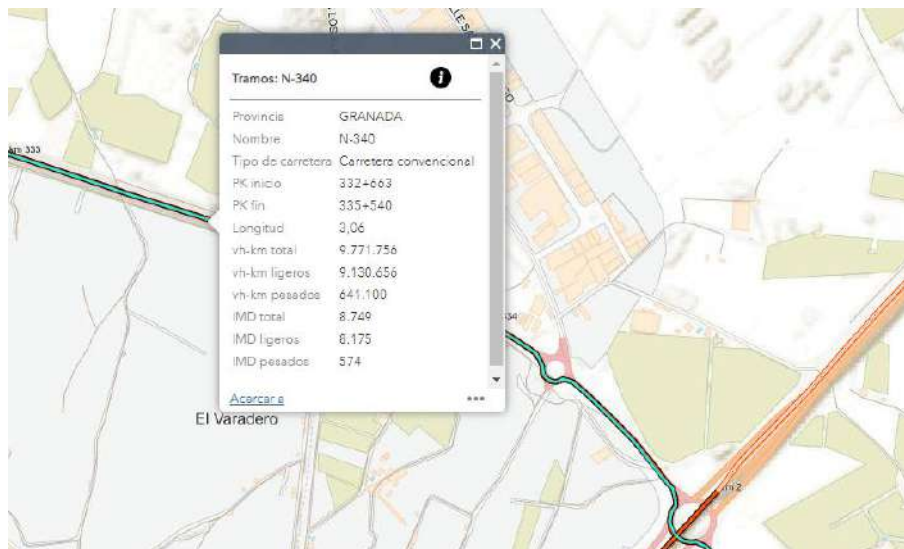 Tramos: N-340
Provincia GRANADA
Nombre N-340
Tipo de carretera Carretera convencional
PK inicio 332+663
PK fin 335+540
Longitud 3,06
vh-km total 9.771.756
vh-km ligeros 9.130.656
vh-km pesados 641.100
IMD total 8.749
IMD ligeros 8.175
IMD pesados 574
Acercar a
El Varadero
333